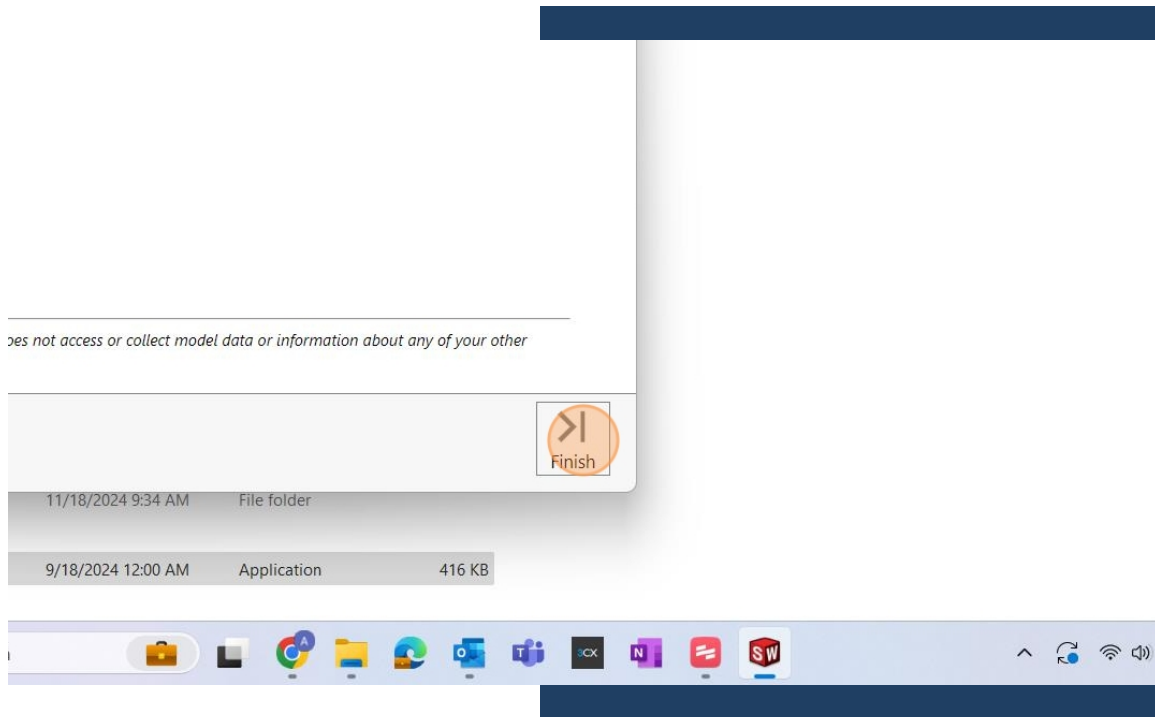 oes not access or collect model data or information about any of your other
Finish
11/18/2024 9:34 AM File folder
9/18/2024 12:00 AM Application 416 KB
A
3CX
N
SW